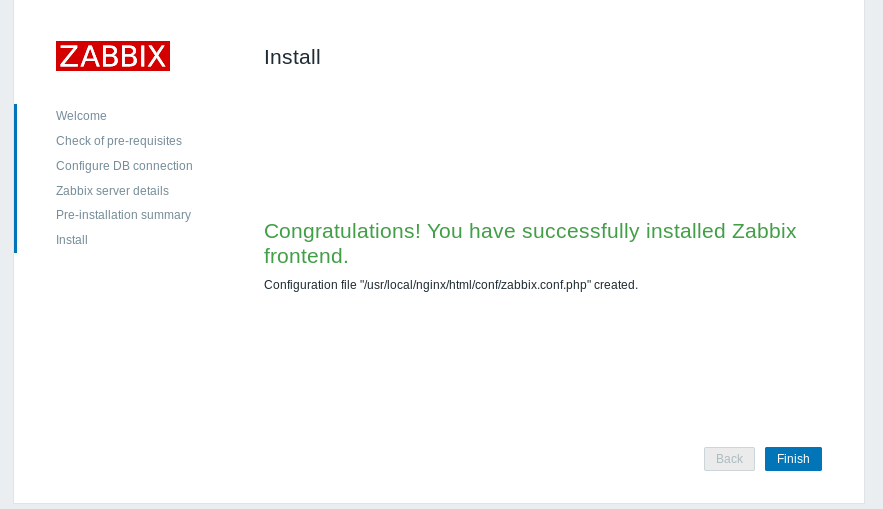 ZABBIX
Install
Welcome
Check of pre-requisites
Configure DB connection
Zabbix server details
Pre-installation summary
Install
Congratulations! You have successfully installed Zabbix
frontend.
Configuration file "/usr/local/nginx/html/conf/zabbix.conf.php" created.
Back
Finish